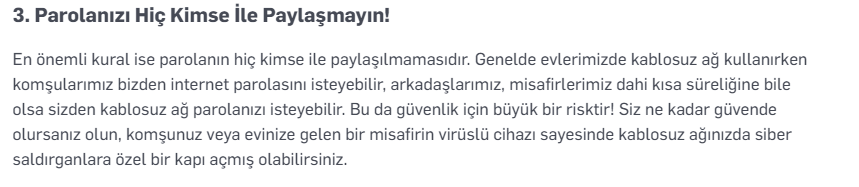 3. Parolanızı Hiç Kimse İle Paylaşmayın!
En önemli kural ise parolanın hiç kimse ile paylaşılmamasıdır. Genelde evlerimizde kablosuz ağ kullanırken
komşularımız bizden internet parolasını isteyebilir, arkadaşlarımız, misafirlerimiz dahi kısa süreliğine bile
olsa sizden kablosuz ağ parolanızı isteyebilir. Bu da güvenlik için büyük bir risktir! Siz ne kadar güvende
olursanız olun, komşunuz veya evinize gelen bir misafirin virüslü cihazı sayesinde kablosuz ağınızda siber
saldırganlara özel bir kapı açmış olabilirsiniz.